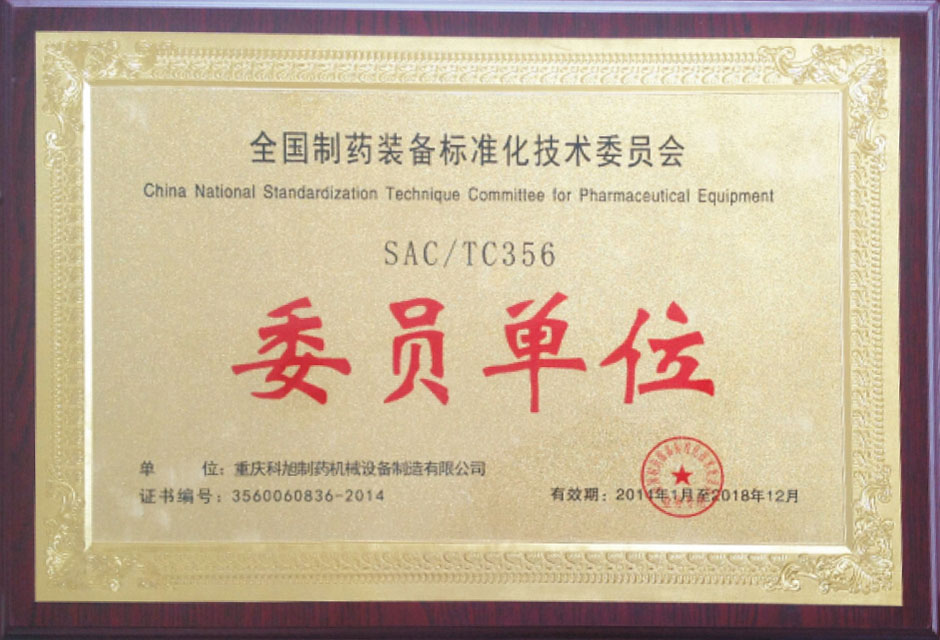 全国制药装备标准化技术委员会
China National Standardization Technique Committee for Pharmaceutical Equipment
SAC/TC356
委员单位
单 位：重庆科旭制药机械设备制造有限公司
证书编号：3560060836-2014
有效期：2014年1月至2018年12月